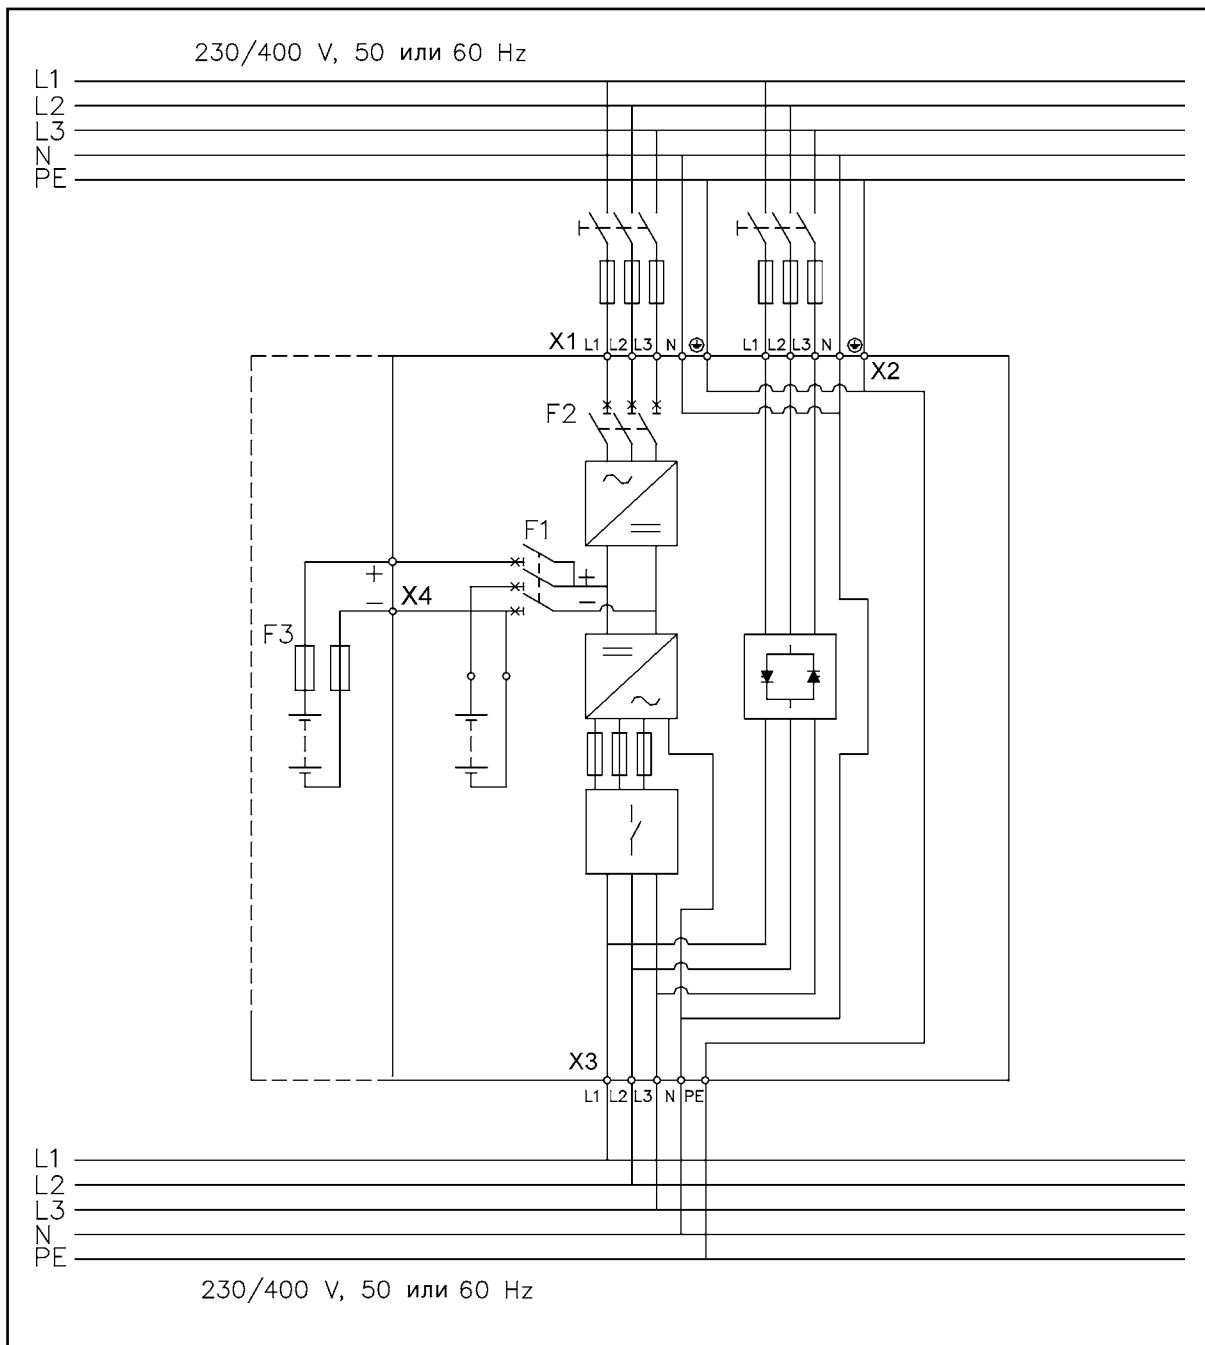 230/400 V, 50 или 60 Hz
L1
L2
L3
N
PE
X1 L1 L2 L3 N L1 L2 L3 N
X2
F2
F1
+ +
− X4 −
F3
X3
L1 L2 L3 N PE
L1
L2
L3
N
PE
230/400 V, 50 или 60 Hz